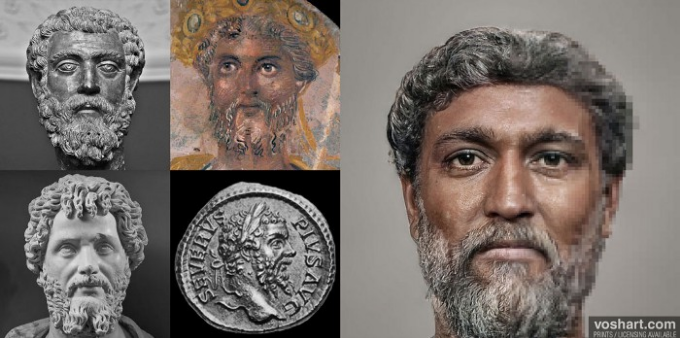 SEVERVS PIVS AVG
voshart.com
PRINTS / LICENSING AVAILABLE